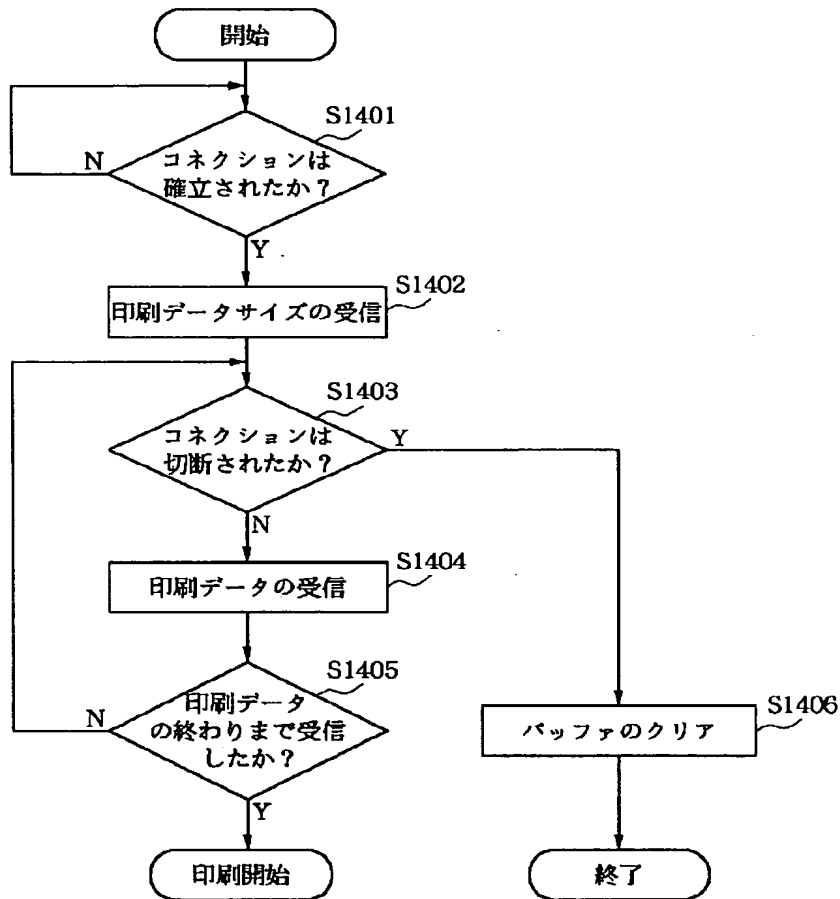 開始
S1401
コネクションは
確立されたか?
N
Y
S1402
印刷データサイズの受信
S1403
コネクションは
切断されたか?
Y
N
S1404
印刷データの受信
S1405
印刷データ
の終わりまで受信
したか?
N
Y
S1406
バッファのクリア
印刷開始
終了